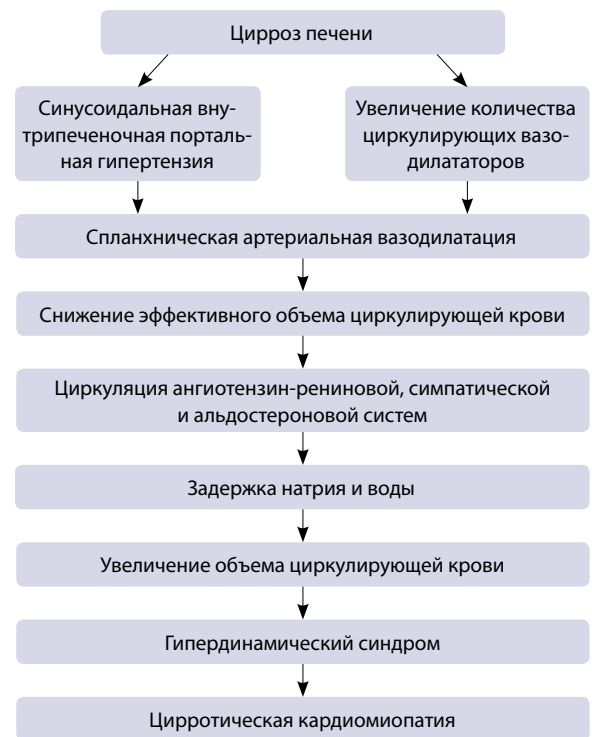 Цирроз печени
Синусоидальная вну-
трипеченочная порталь-
ная гипертензия
Увеличение количества
циркулирующих вазо-
дилататоров
Спланхническая артериальная вазодилатация
Снижение эффективного объема циркулирующей крови
Циркуляция ангиотензин-рениновой, симпатической
и альдостероновой систем
Задержка натрия и воды
Увеличение объема циркулирующей крови
Гипердинамический синдром
Цирротическая кардиомиопатия